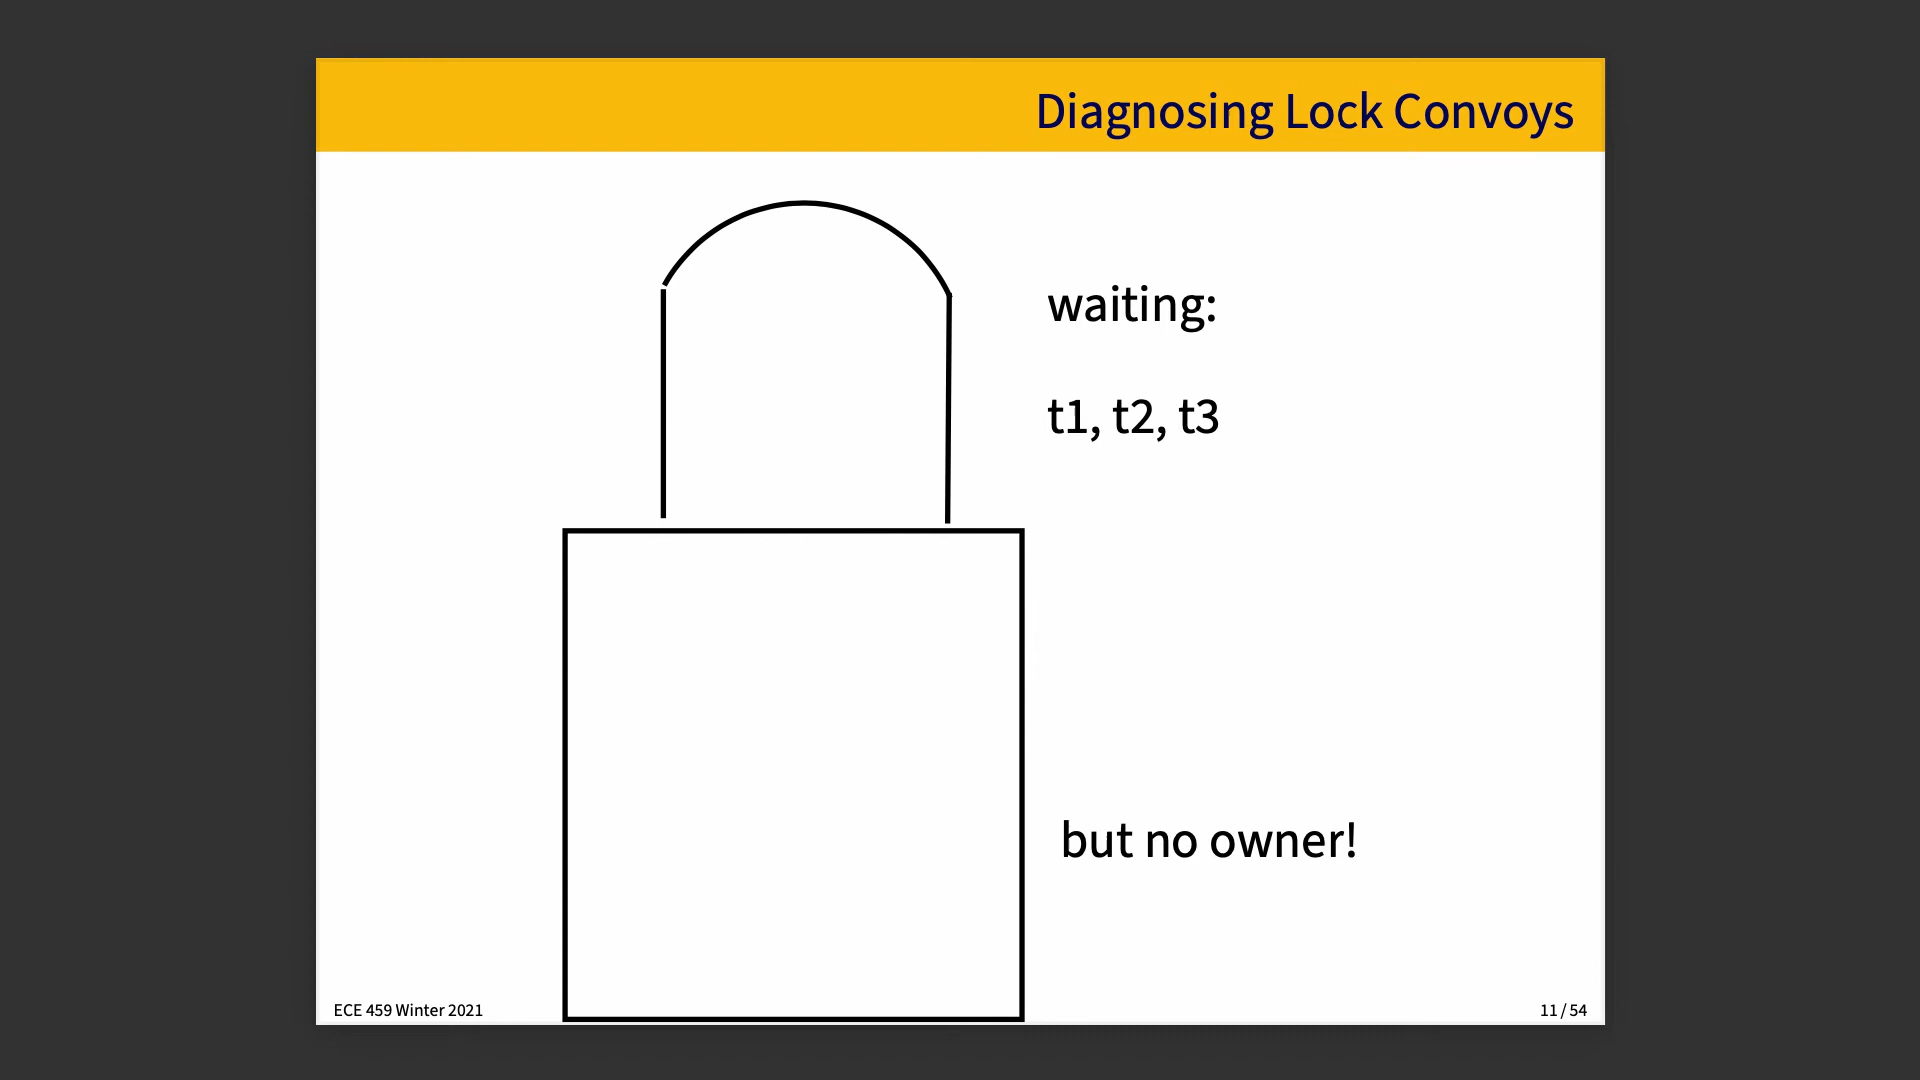 Diagnosing Lock Convoys
waiting:
t1, t2, t3
but no owner!
ECE 459 Winter 2021
11 / 54